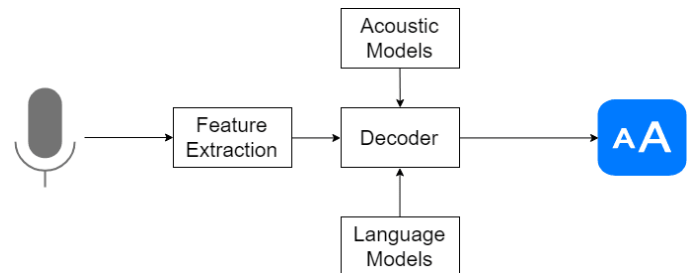 Acoustic
Models
Feature
Extraction
Decoder
AA
Language
Models